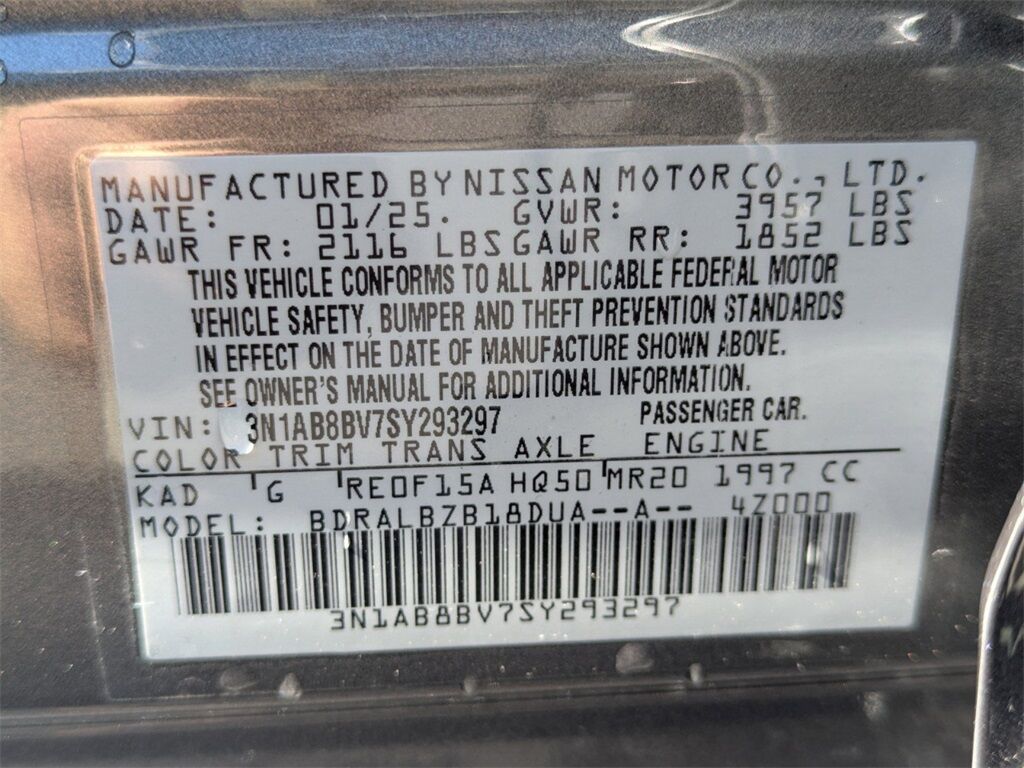 MANUFACTURED BY NISSAN MOTOR CO., LTD.
DATE: 01/25. GVWR: 3957 LBS
GAWR FR: 2116 LBS GAWR RR: 1852 LBS
THIS VEHICLE CONFORMS TO ALL APPLICABLE FEDERAL MOTOR
VEHICLE SAFETY, BUMPER AND THEFT PREVENTION STANDARDS
IN EFFECT ON THE DATE OF MANUFACTURE SHOWN ABOVE.
SEE OWNER'S MANUAL FOR ADDITIONAL INFORMATION.
VIN: 3N1AB8BV7SY293297 PASSENGER CAR.
COLOR TRIM TRANS AXLE ENGINE
KAD G RE0F15A HQ50 MR20 1997 CC
MODEL: BDRALBZB18DUA--A-- 4Z000
3N1AB8BV7SY293297